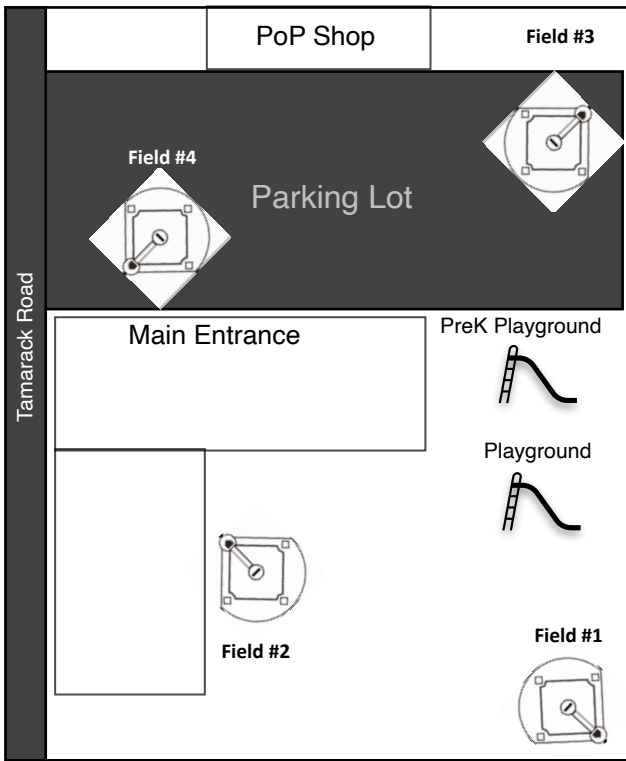 PoP Shop
Field #3
Field #4
Parking Lot
Tamarack Road
Main Entrance
PreK Playground
Playground
Field #2
Field #1